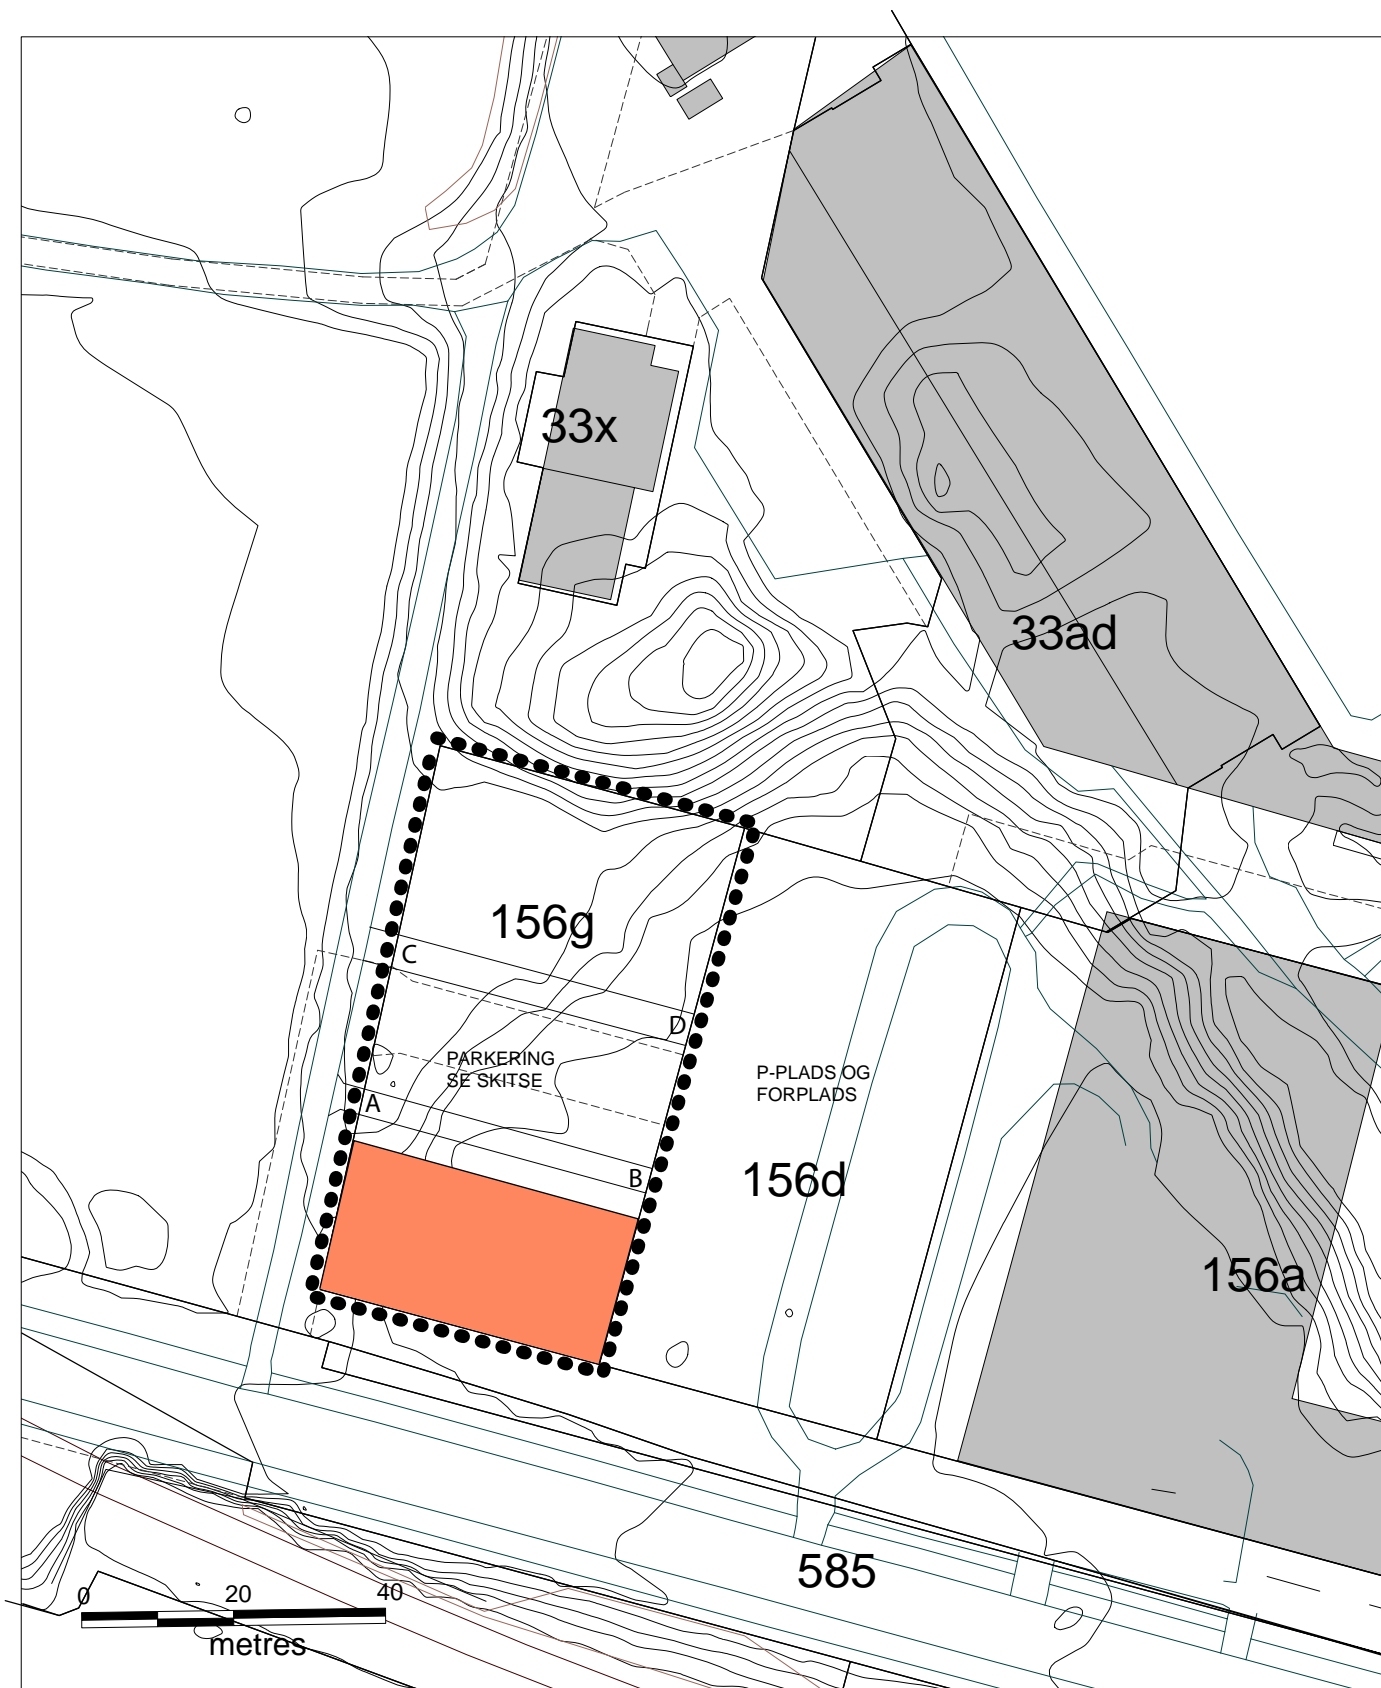 33x
33ad
156g
C
D
PARKERING
SE SKITSE
P-PLADS OG
FORPLADS
A
B
156d
156a
585
0 20 40
metres